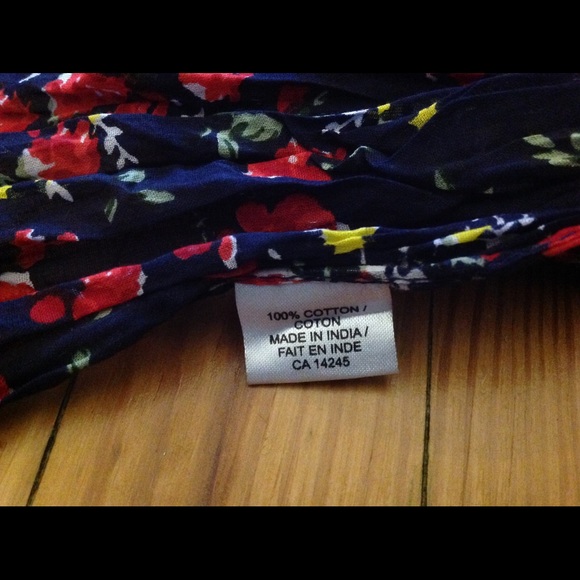 100% COTTON /
COTON
MADE IN INDIA /
FAIT EN INDE
CA 14245